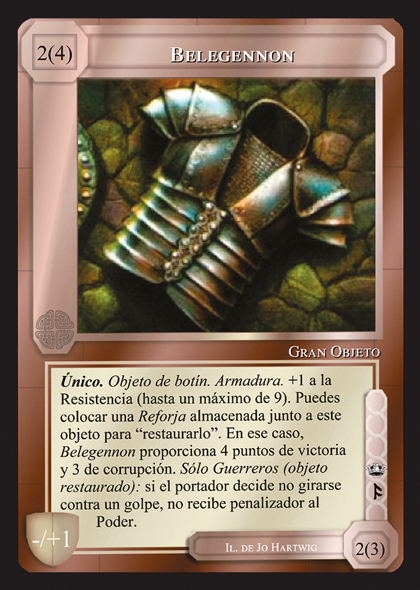 2(4)
Belegennon
Gran Objeto
Único. Objeto de botín. Armadura. +1 a la
Resistencia (hasta un máximo de 9). Puedes
colocar una Reforja almacenada junto a este
objeto para “restaurarlo”. En ese caso,
Belegennon proporciona 4 puntos de victoria
y 3 de corrupción. Sólo Guerreros (objeto
restaurado): si el portador decide no girarse
contra un golpe, no recibe penalizador al
Poder.
-/+1
Il. de Jo Hartwig
2(3)